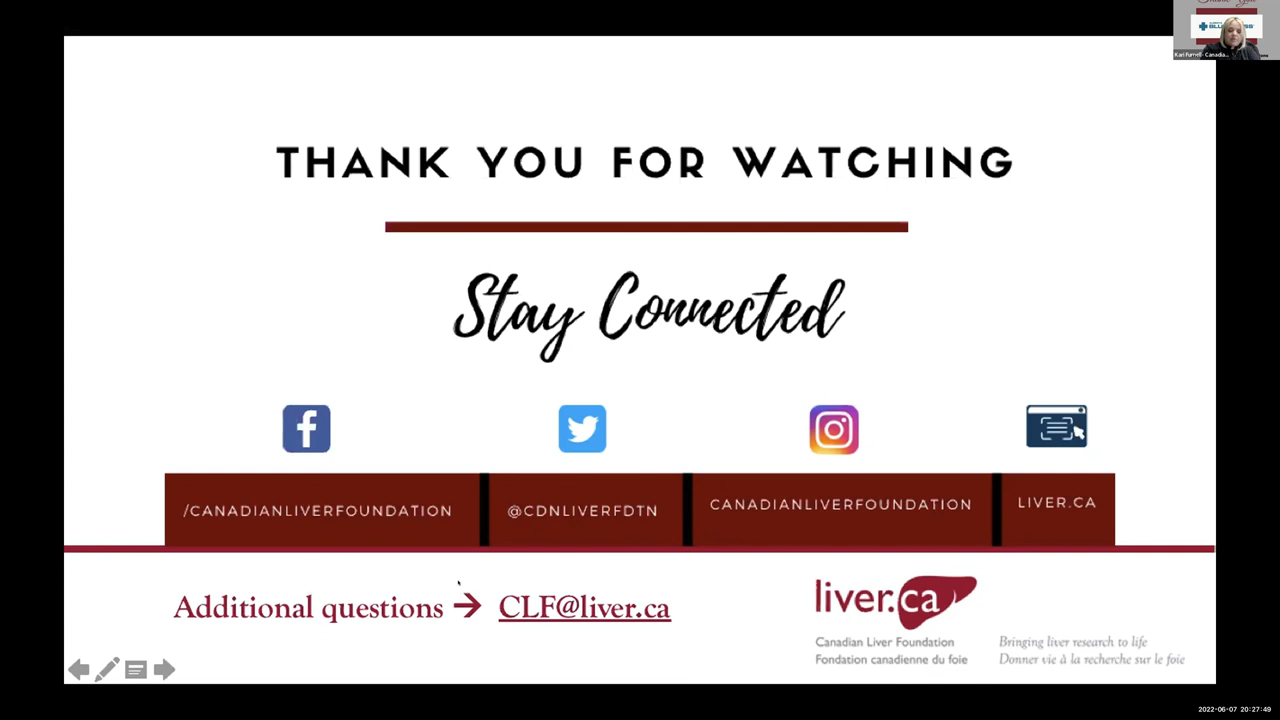 THANK YOU FOR WATCHING
Stay Connected
/CANADIANLIVERFOUNDATION
@CDNLIVERFDTN
CANADIANLIVERFOUNDATION
LIVER.CA
Additional questions → CLF@liver.ca
liver.ca
Canadian Liver Foundation
Fondation canadienne du foie
Bringing liver research to life
Donner vie à la recherche sur le foie
2022-06-07 20:27:49